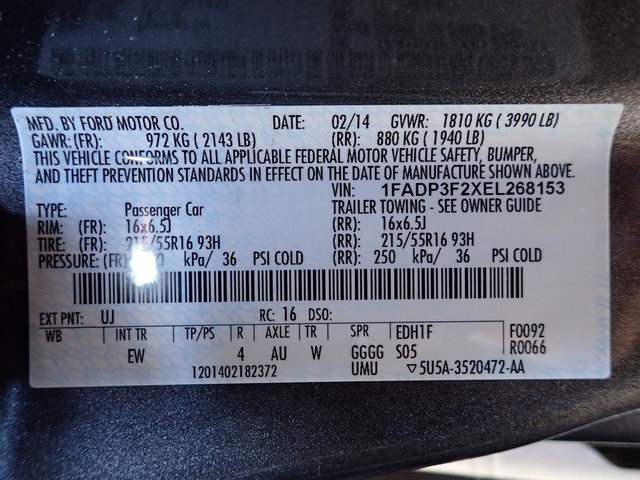 MFD. BY FORD MOTOR CO. DATE: 02/14 GVWR: 1810 KG ( 3990 LB)
GAWR: (FR): 972 KG ( 2143 LB) (RR): 880 KG ( 1940 LB)
THIS VEHICLE CONFORMS TO ALL APPLICABLE FEDERAL MOTOR VEHICLE SAFETY, BUMPER,
AND THEFT PREVENTION STANDARDS IN EFFECT ON THE DATE OF MANUFACTURE SHOWN ABOVE.
VIN: 1FADP3F2XEL268153
TYPE: Passenger Car TRAILER TOWING - SEE OWNER GUIDE
RIM: (FR): 16x6.5J (RR): 16x6.5J
TIRE: (FR): 215/55R16 93H (RR): 215/55R16 93H
PRESSURE: (FR) kPa/ 36 PSI COLD (RR): 250 kPa/ 36 PSI COLD
EXT PNT: UJ RC: 16 DSO:
WB INT TR TP/PS R AXLE TR SPR EDH1F F0092
EW 4 AU W GGGG S05 R0066
1201402182372 UMU ▽5U5A-3520472-AA